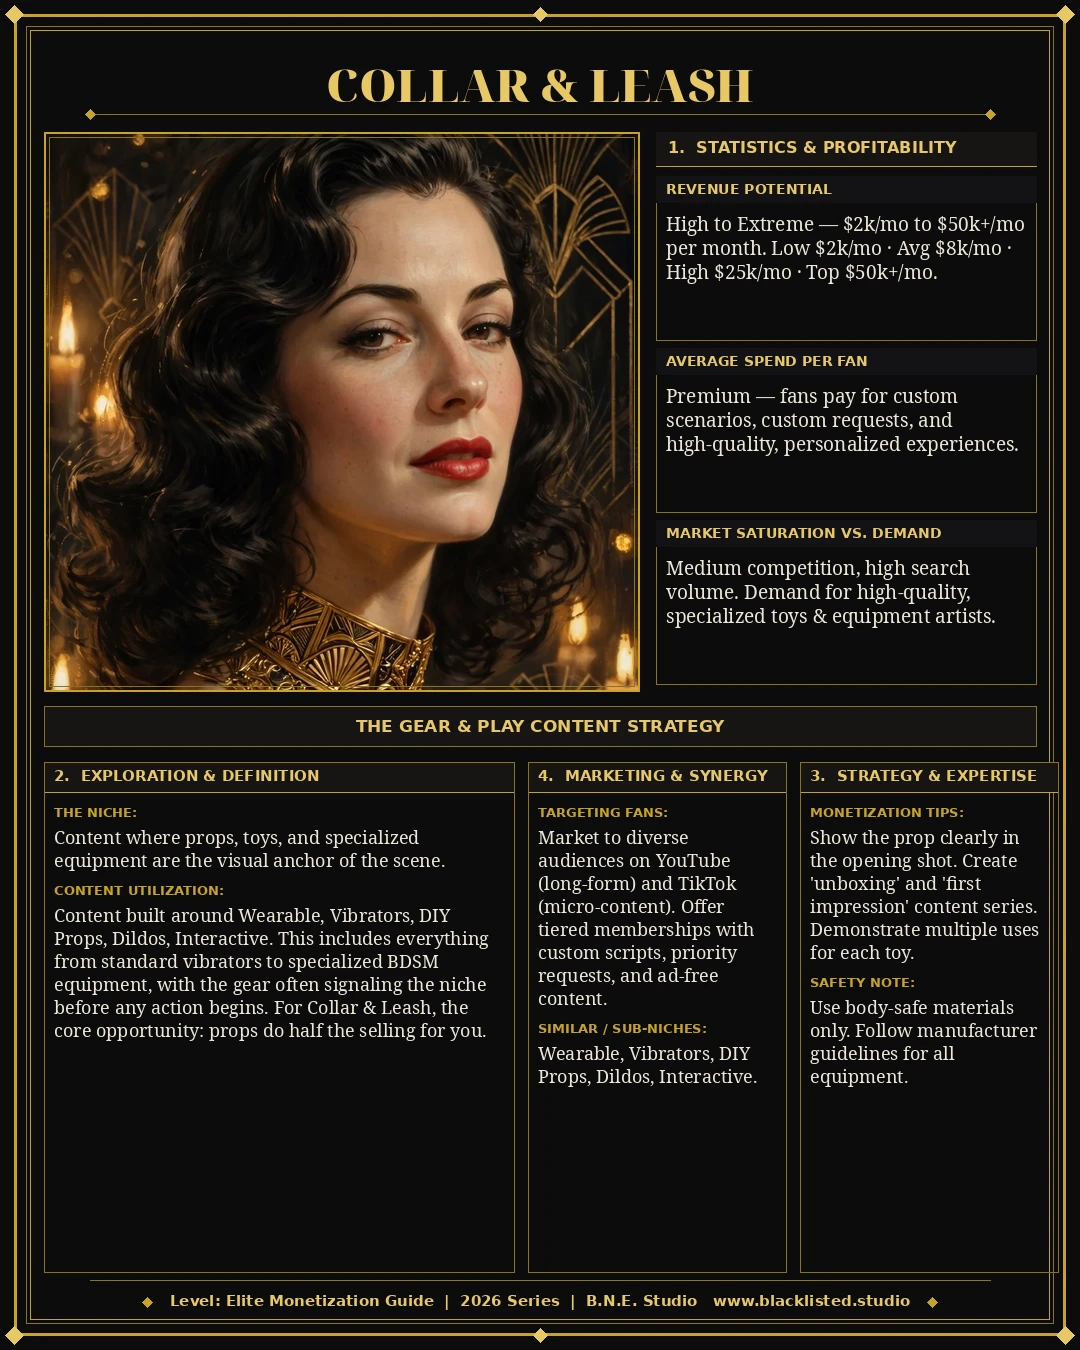 COLLAR & LEASH
1. STATISTICS & PROFITABILITY
REVENUE POTENTIAL
High to Extreme — $2k/mo to $50k+/mo
per month. Low $2k/mo · Avg $8k/mo ·
High $25k/mo · Top $50k+/mo.
AVERAGE SPEND PER FAN
Premium — fans pay for custom
scenarios, custom requests, and
high-quality, personalized experiences.
MARKET SATURATION VS. DEMAND
Medium competition, high search
volume. Demand for high-quality,
specialized toys & equipment artists.
THE GEAR & PLAY CONTENT STRATEGY
2. EXPLORATION & DEFINITION
THE NICHE:
Content where props, toys, and specialized
equipment are the visual anchor of the scene.
CONTENT UTILIZATION:
Content built around Wearable, Vibrators, DIY
Props, Dildos, Interactive. This includes everything
from standard vibrators to specialized BDSM
equipment, with the gear often signaling the niche
before any action begins. For Collar & Leash, the
core opportunity: props do half the selling for you.
4. MARKETING & SYNERGY
TARGETING FANS:
Market to diverse
audiences on YouTube
(long-form) and TikTok
(micro-content). Offer
tiered memberships with
custom scripts, priority
requests, and ad-free
content.
SIMILAR / SUB-NICHES:
Wearable, Vibrators, DIY
Props, Dildos, Interactive.
3. STRATEGY & EXPERTISE
MONETIZATION TIPS:
Show the prop clearly in
the opening shot. Create
'unboxing' and 'first
impression' content series.
Demonstrate multiple uses
for each toy.
SAFETY NOTE:
Use body-safe materials
only. Follow manufacturer
guidelines for all
equipment.
Level: Elite Monetization Guide | 2026 Series | B.N.E. Studio www.blacklisted.studio